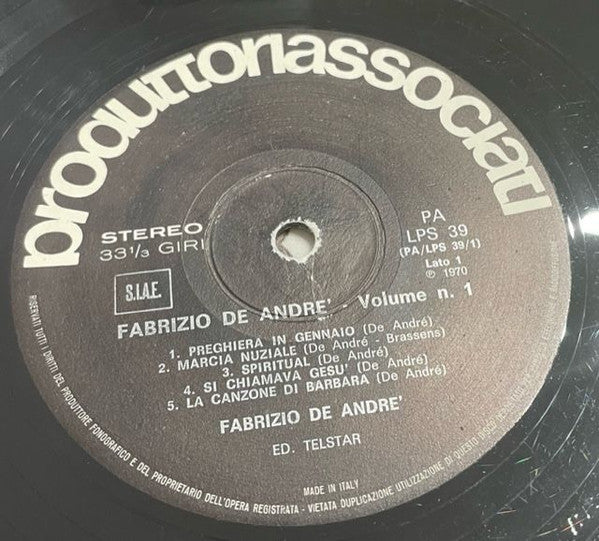 produttoriassociati
STEREO
33 1/3 GIRI
PA
LPS 39
(PA/LPS 39/1)
Lato 1
℗ 1970
S.I.A.E.
FABRIZIO DE ANDRE' - Volume n. 1
1. PREGHIERA IN GENNAIO (De André)
2. MARCIA NUZIALE (De André - Brassens)
3. SPIRITUAL (De André)
4. SI CHIAMAVA GESU' (De André)
5. LA CANZONE DI BARBARA (De André)
FABRIZIO DE ANDRE'
ED. TELSTAR
MADE IN ITALY
RISERVATI TUTTI I DIRITTI DEL PRODUTTORE FONOGRAFICO E DEL PROPRIETARIO DELL'OPERA REGISTRATA - VIETATA DUPLICAZIONE UTILIZZAZIONE DI QUESTO DISCO